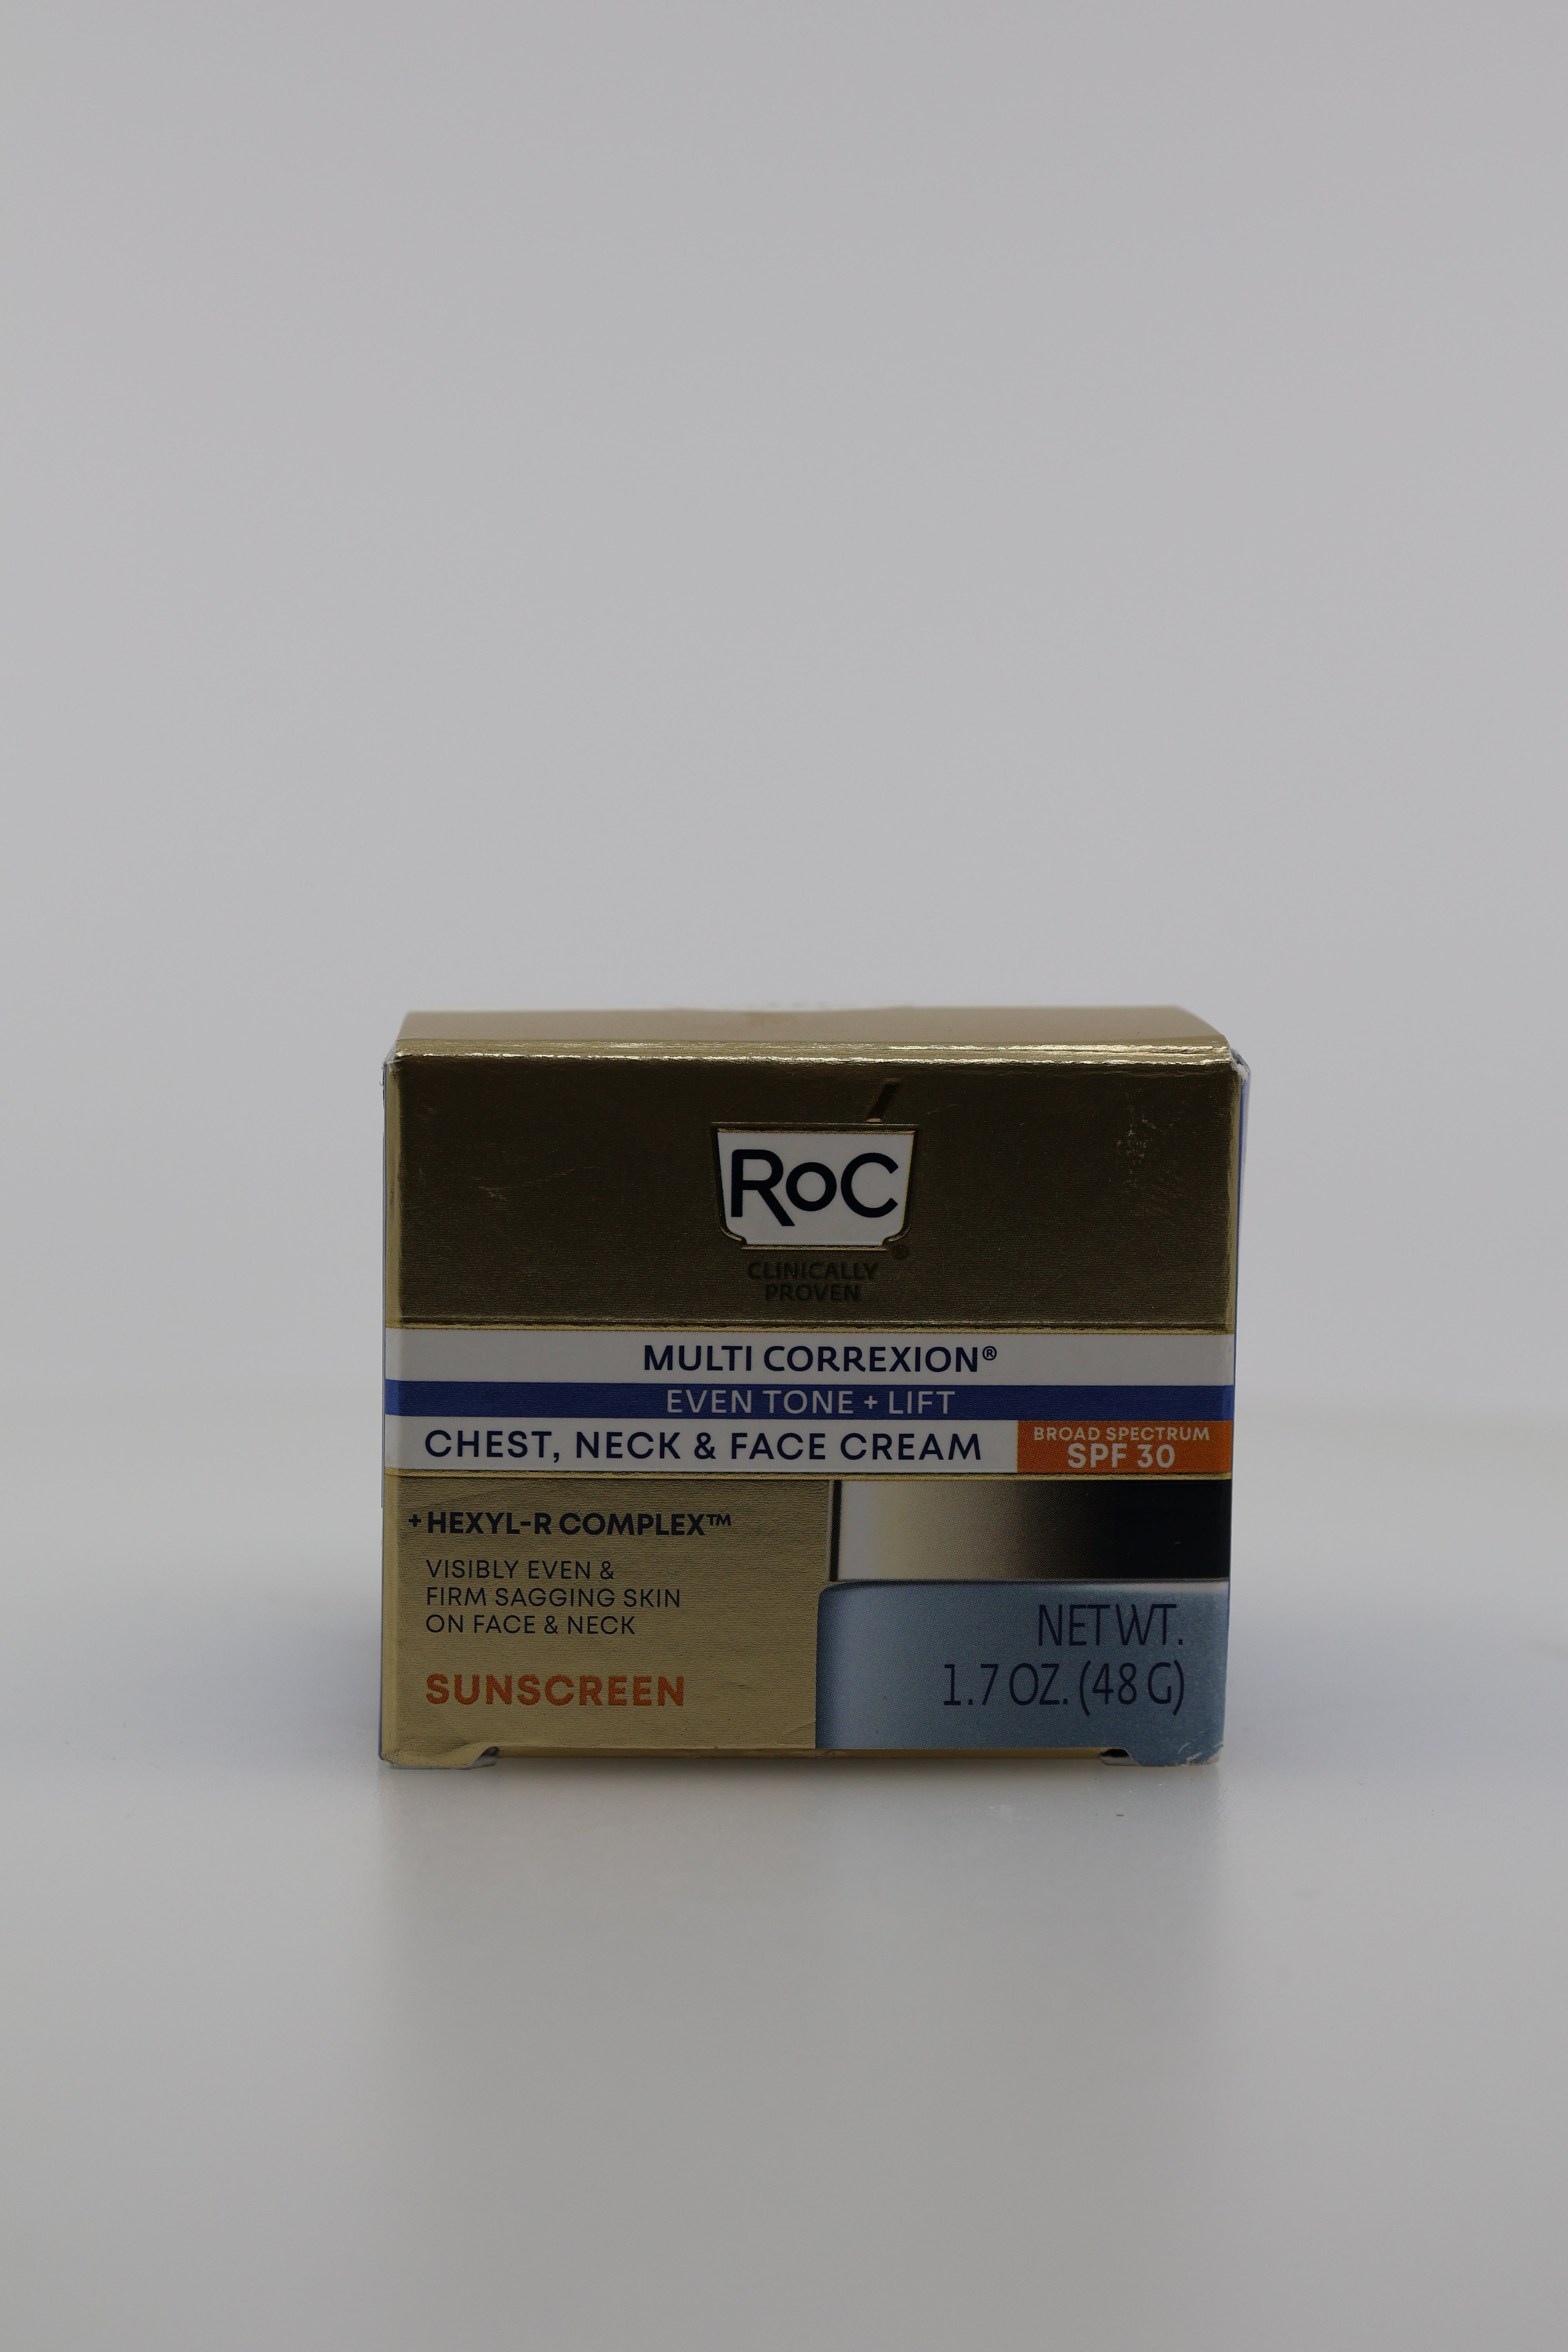 RoC
®
CLINICALLY
PROVEN
MULTI CORREXION®
EVEN TONE + LIFT
CHEST, NECK & FACE CREAM
BROAD SPECTRUM
SPF 30
+HEXYL-R COMPLEX™
VISIBLY EVEN &
FIRM SAGGING SKIN
ON FACE & NECK
SUNSCREEN
NET WT.
1.7 OZ. (48 G)